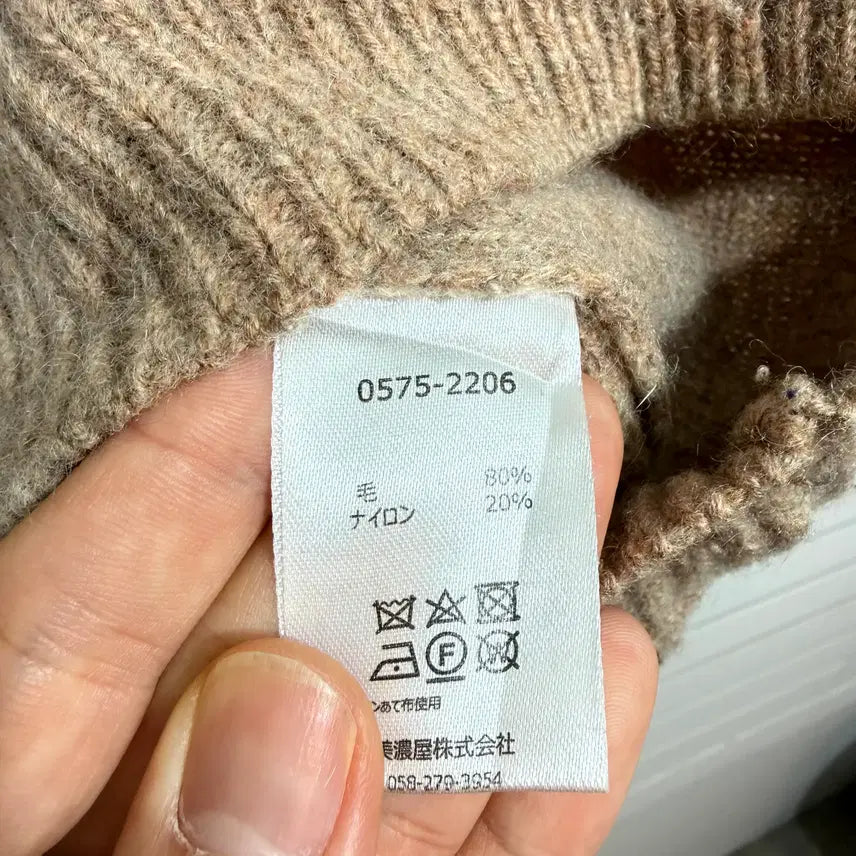 0575-2206
毛 80%
ナイロン 20%
F
ンあて布使用
美濃屋株式会社
058-279-3954